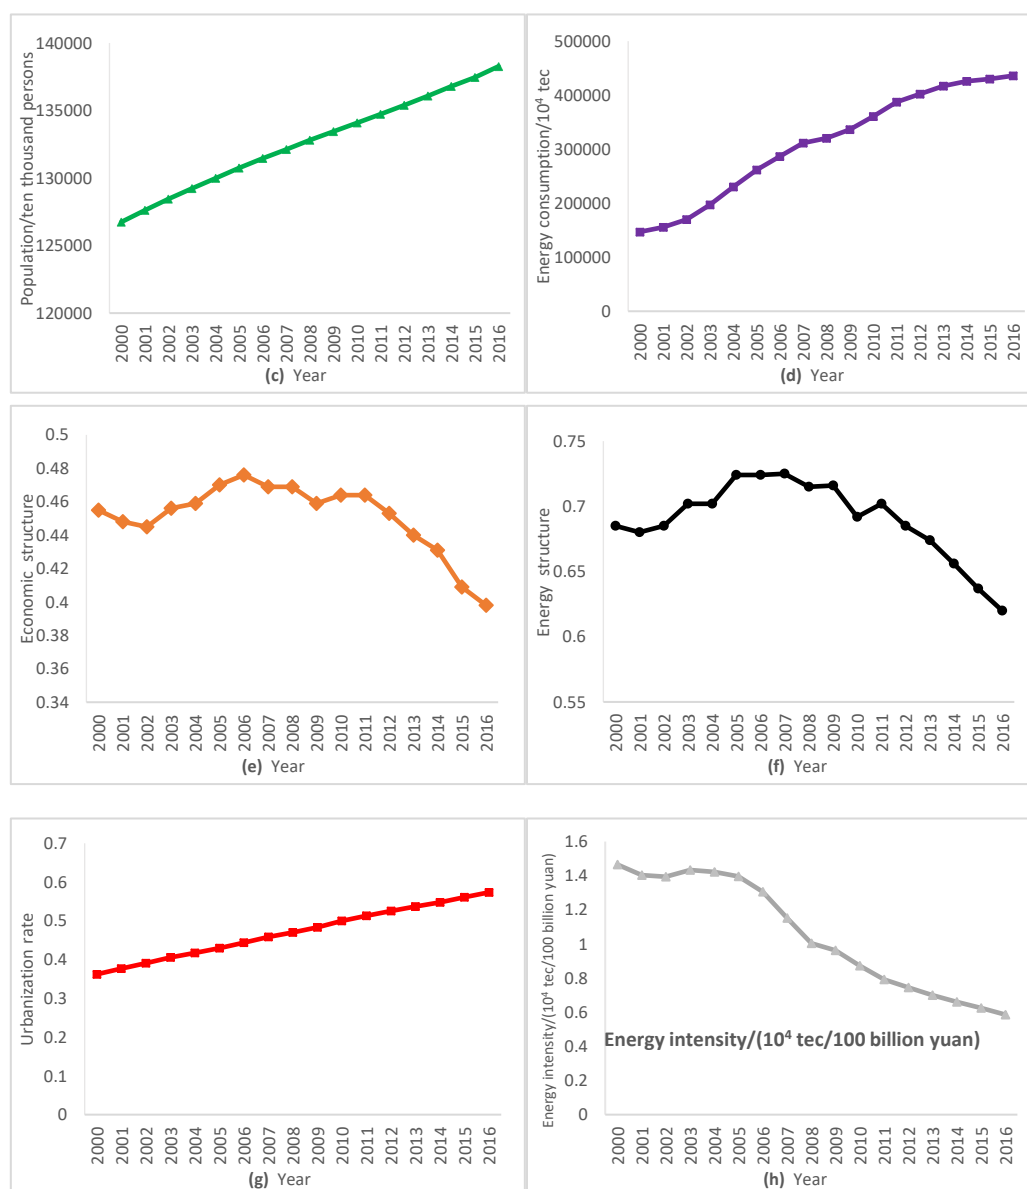 140000
135000
130000
125000
120000
Population/ten thousand persons
2000 2001 2002 2003 2004 2005 2006 2007 2008 2009 2010 2011 2012 2013 2014 2015 2016
(c) Year
500000
400000
300000
200000
100000
0
Energy consumption/10⁴ tec
2000 2001 2002 2003 2004 2005 2006 2007 2008 2009 2010 2011 2012 2013 2014 2015 2016
(d) Year
0.5
0.48
0.46
0.44
0.42
0.4
0.38
0.36
0.34
Economic structure
2000 2001 2002 2003 2004 2005 2006 2007 2008 2009 2010 2011 2012 2013 2014 2015 2016
(e) Year
0.75
0.7
0.65
0.6
0.55
Energy structure
2000 2001 2002 2003 2004 2005 2006 2007 2008 2009 2010 2011 2012 2013 2014 2015 2016
(f) Year
0.7
0.6
0.5
0.4
0.3
0.2
0.1
0
Urbanization rate
2000 2001 2002 2003 2004 2005 2006 2007 2008 2009 2010 2011 2012 2013 2014 2015 2016
(g) Year
1.6
1.4
1.2
1
0.8
0.6
0.4
0.2
0
Energy intensity/(10⁴ tec/100 billion yuan)
Energy intensity/(10⁴ tec/100 billion yuan)
2000 2001 2002 2003 2004 2005 2006 2007 2008 2009 2010 2011 2012 2013 2014 2015 2016
(h) Year